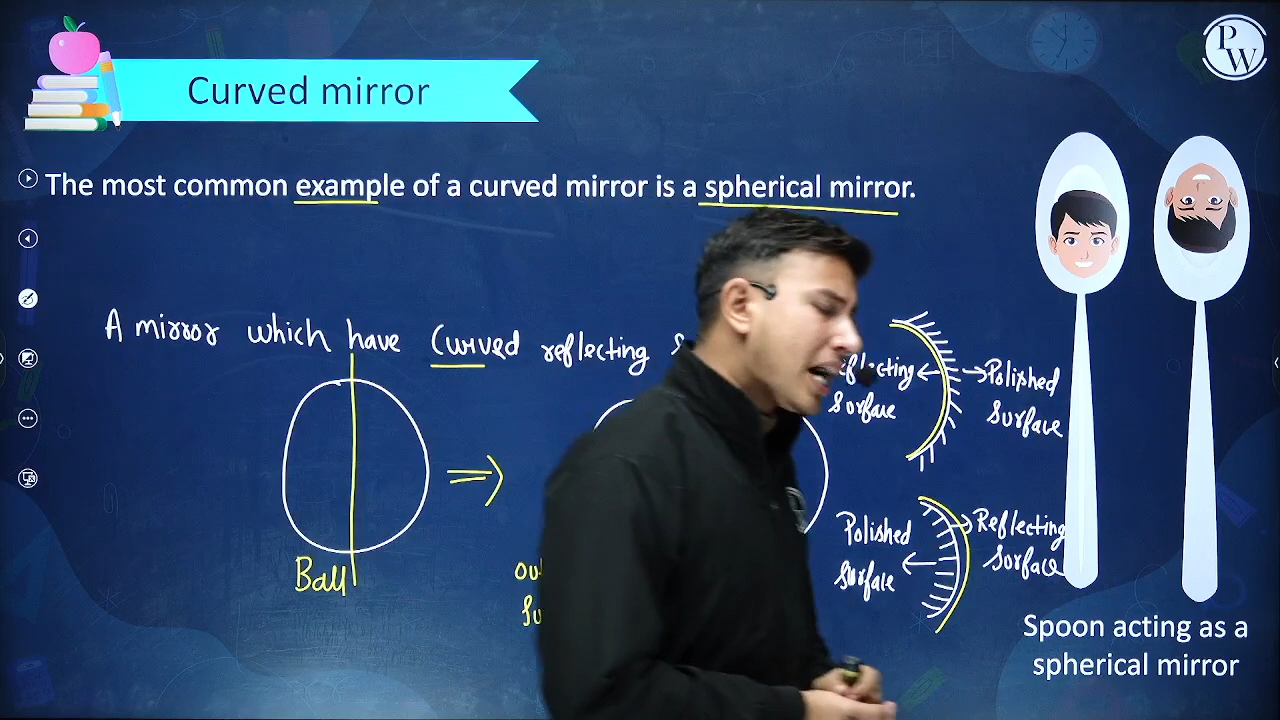 PW
Curved mirror
The most common example of a curved mirror is a spherical mirror.
A mirror which have Curved reflecting
Polished
Surface
Surface
Ball
Polished
Surface
Reflecting
Surface
Spoon acting as a
spherical mirror